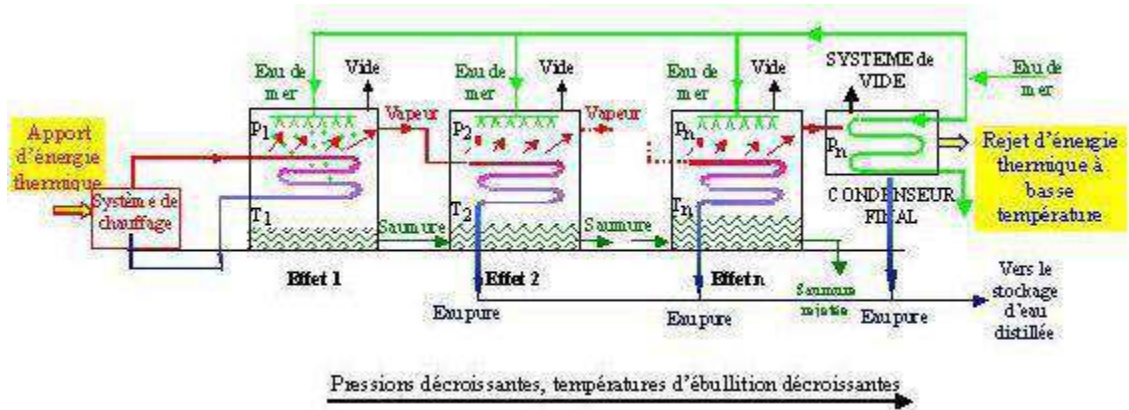 SYSTEME de
VIDE
Eau de
mer
Vide
Eau de
mer
Vide
Eau de
mer
Vide
Eau de
mer
Apport
d'énergie
thermique
Système de
chauffage
P1
T1
Vapeur
P2
T2
Vapeur
Pn
Tn
Pn
CONDENSEUR
FINAL
Rejet d'énergie
thermique à
basse
température
Saumure
Saumure
Saumure
rejetée
Effet 1
Effet 2
Effet n
Eau pure
Eau pure
Eau pure
Vers le
stockage
d'eau
distillée
Pressions décroissantes, températures d'ébullition décroissantes